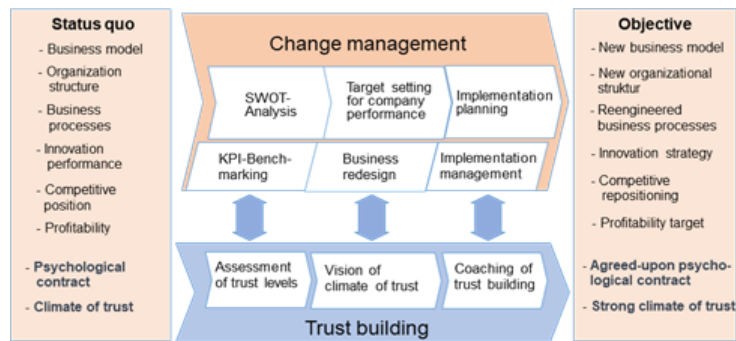 Status quo
- Business model
- Organization
structure
- Business
processes
- Innovation
performance
- Competitive
position
- Profitability
- Psychological
contract
- Climate of trust
Change management
SWOT-
Analysis
Target setting
for company
performance
Implementation
planning
KPI-Bench-
marking
Business
redesign
Implementation
management
Assessment
of trust levels
Vision of
climate of trust
Coaching of
trust building
Trust building
Objective
- New business model
- New organizational
struktur
- Reengineered
business processes
- Innovation strategy
- Competitive
repositioning
- Profitability target
- Agreed-upon psycho-
logical contract
- Strong climate of trust